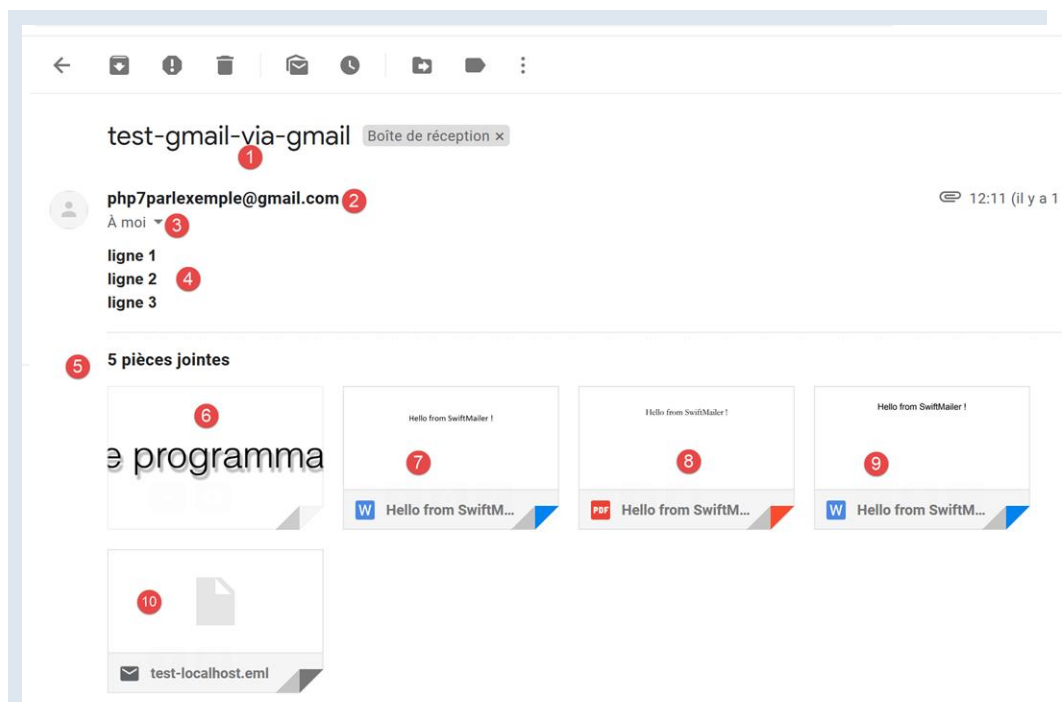 test-gmail-via-gmail Boîte de réception ×
1
php7parlexemple@gmail.com 2 12:11 (il y a 1
À moi 3
ligne 1
ligne 2 4
ligne 3
5 5 pièces jointes
6
e programma
Hello from SwiftMailer !
7
W Hello from SwiftM...
Hello from SwiftMailer !
8
PDF Hello from SwiftM...
Hello from SwiftMailer !
9
W Hello from SwiftM...
10
test-localhost.eml